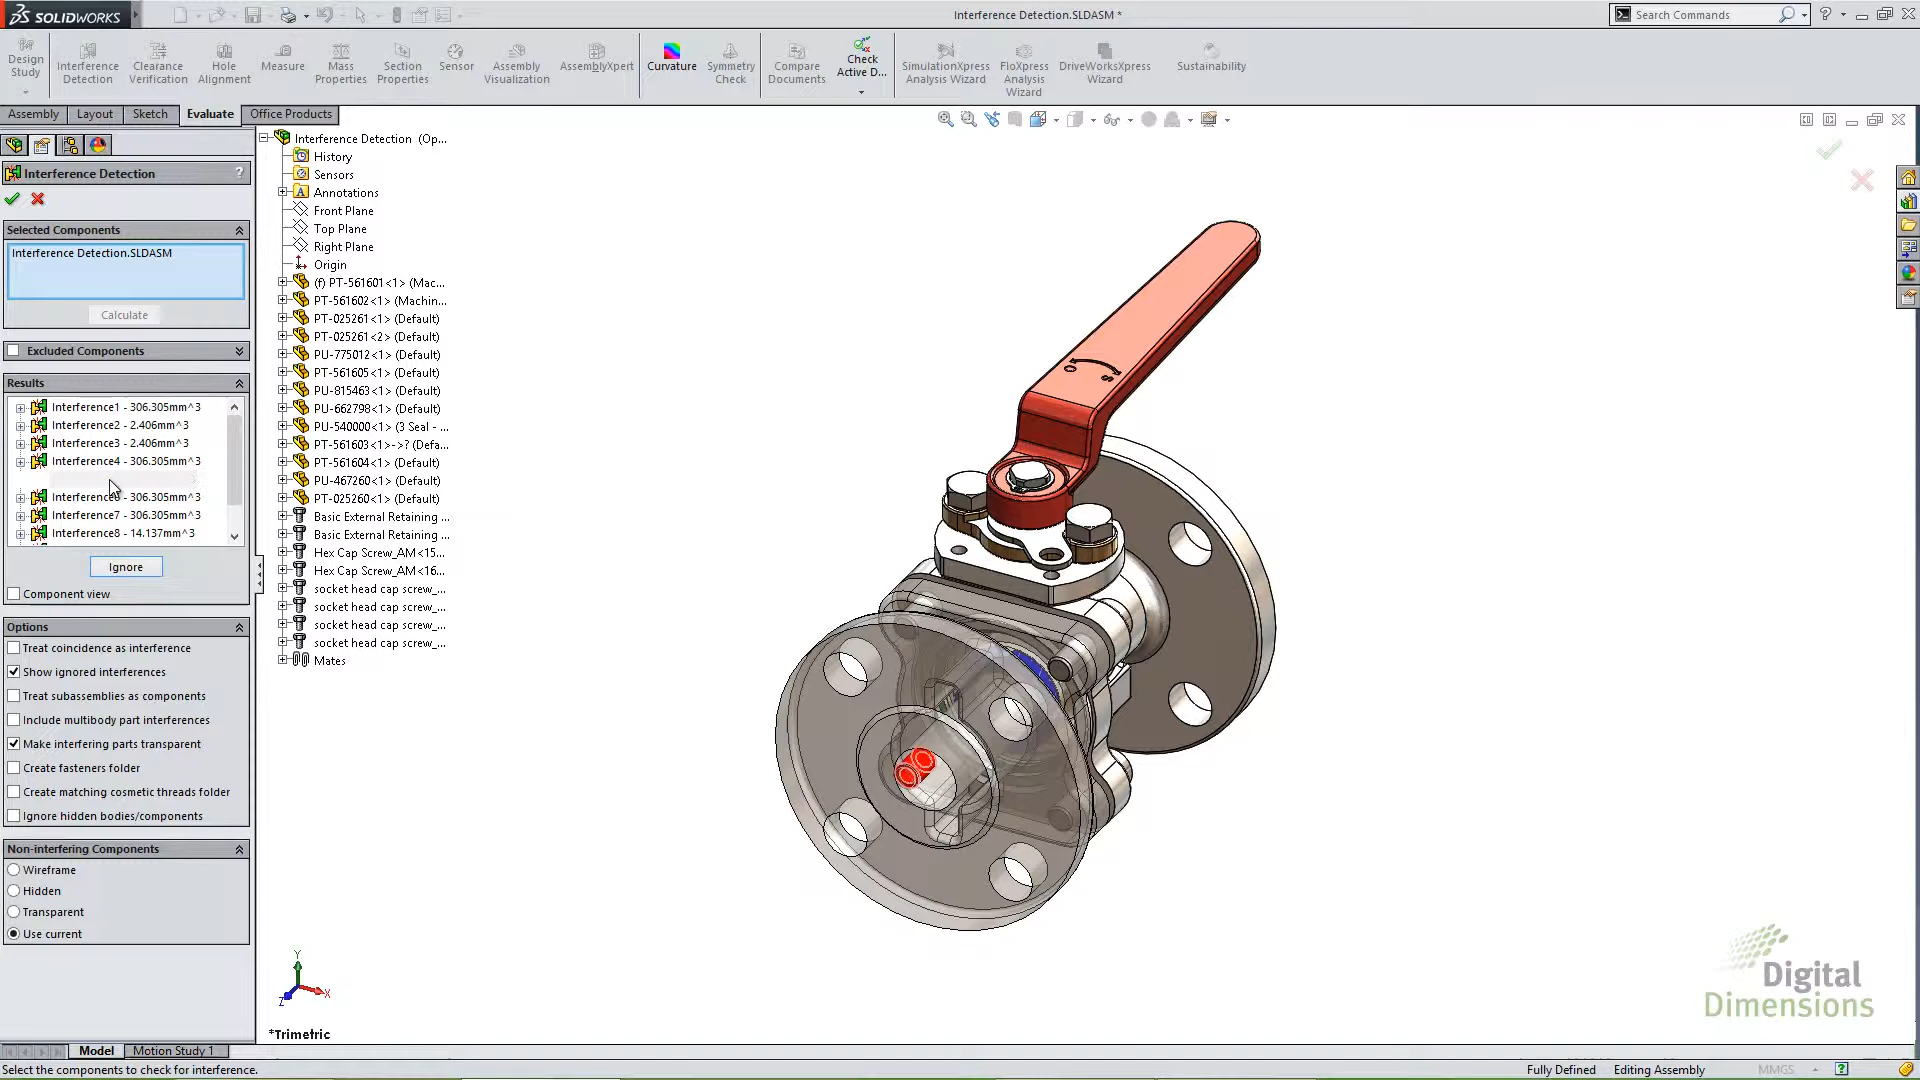 SOLIDWORKS
Interference Detection.SLDASM *
Search Commands
Design Study
Interference Detection
Clearance Verification
Hole Alignment
Measure
Mass Properties
Section Properties
Sensor
Assembly Visualization
AssemblyXpert
Curvature
Symmetry Check
Compare Documents
Check Active D...
SimulationXpress Analysis Wizard
FloXpress Analysis Wizard
DriveWorksXpress Wizard
Sustainability
Assembly
Layout
Sketch
Evaluate
Office Products
Interference Detection
?
Selected Components
Interference Detection.SLDASM
Calculate
Excluded Components
Results
Interference1 - 306.305mm^3
Interference2 - 2.406mm^3
Interference3 - 2.406mm^3
Interference4 - 306.305mm^3
- 306.305mm^3
Interference7 - 306.305mm^3
Interference8 - 14.137mm^3
Ignore
Component view
Options
Treat coincidence as interference
Show ignored interferences
Treat subassemblies as components
Include multibody part interferences
Make interfering parts transparent
Create fasteners folder
Create matching cosmetic threads folder
Ignore hidden bodies/components
Non-interfering Components
Wireframe
Hidden
Transparent
Use current
Interference Detection (Op...
History
Sensors
Annotations
Front Plane
Top Plane
Right Plane
Origin
(f) PT-561601<1> (Mac...
PT-561602<1> (Machin...
PT-025261<1> (Default)
PT-025261<2> (Default)
PU-775012<1> (Default)
PT-561605<1> (Default)
PU-815463<1> (Default)
PU-662798<1> (Default)
PU-540000<1> (3 Seal - ...
PT-561603<1>->? (Defa...
PT-561604<1> (Default)
PU-467260<1> (Default)
PT-025260<1> (Default)
Basic External Retaining ...
Basic External Retaining ...
Hex Cap Screw_AM<15...
Hex Cap Screw_AM<16...
socket head cap screw_...
socket head cap screw_...
socket head cap screw_...
socket head cap screw_...
Mates
O
S
Y
X
Z
*Trimetric
Digital
Dimensions
Model
Motion Study 1
Select the components to check for interference.
Fully Defined
Editing Assembly
MMGS
?